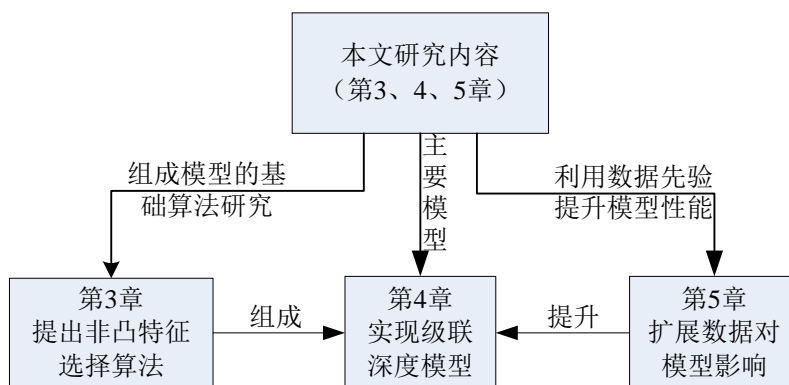 本文研究内容
（第3、4、5章）
组成模型的基
础算法研究
主
要
模
型
利用数据先验
提升模型性能
第3章
提出非凸特征
选择算法
组成
第4章
实现级联
深度模型
提升
第5章
扩展数据对
模型影响